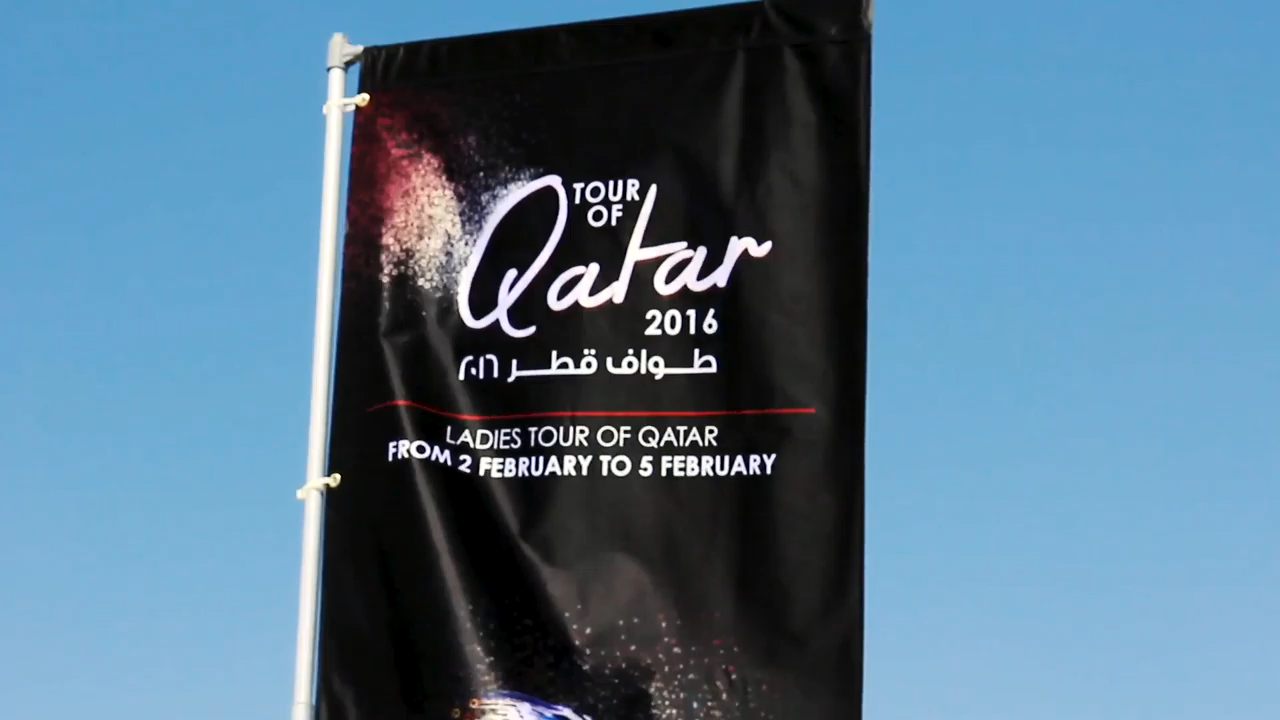 TOUR
OF
Qatar
2016
طواف قطر ٢٠١٦
LADIES TOUR OF QATAR
FROM 2 FEBRUARY TO 5 FEBRUARY